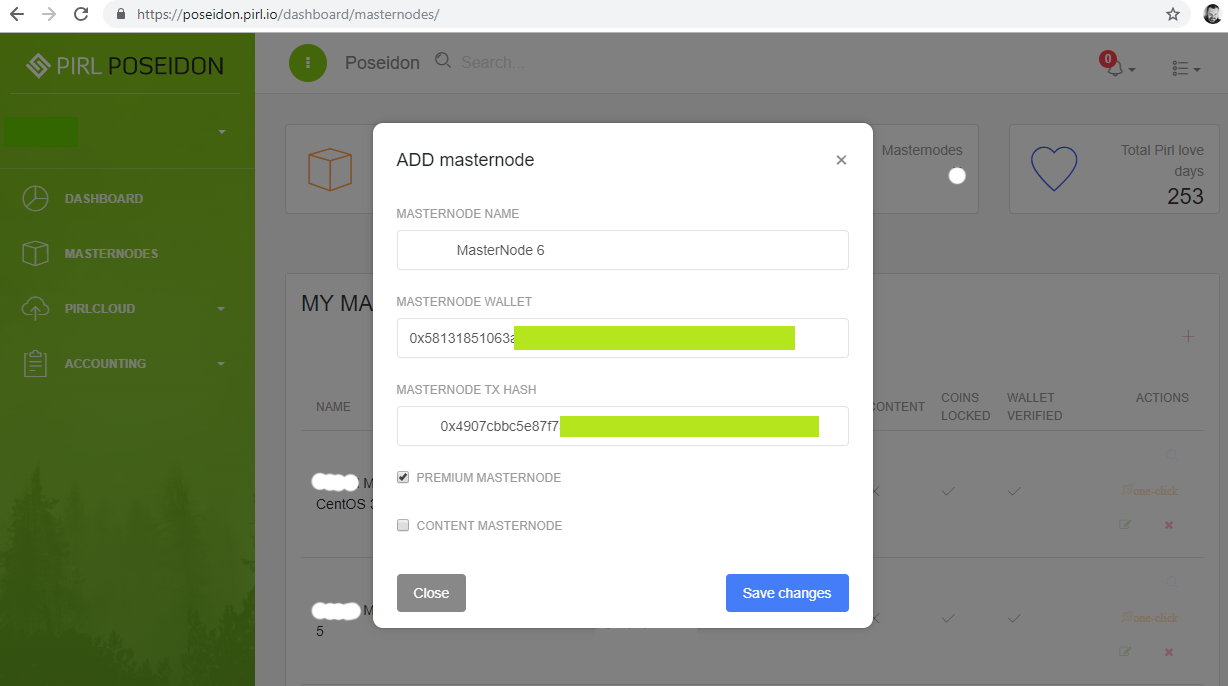 https://poseidon.pirl.io/dashboard/masternodes/
PIRL POSEIDON
DASHBOARD
MASTERNODES
PIRLCLOUD
ACCOUNTING
Poseidon
Search...
0
Masternodes
Total Pirl love
days
253
MY MA
NAME
CONTENT
COINS
LOCKED
WALLET
VERIFIED
ACTIONS
M
CentOS
one-click
M
5
one-click
ADD masternode
×
MASTERNODE NAME
MasterNode 6
MASTERNODE WALLET
0x58131851063a
MASTERNODE TX HASH
0x4907cbbc5e87f7
PREMIUM MASTERNODE
CONTENT MASTERNODE
Close
Save changes